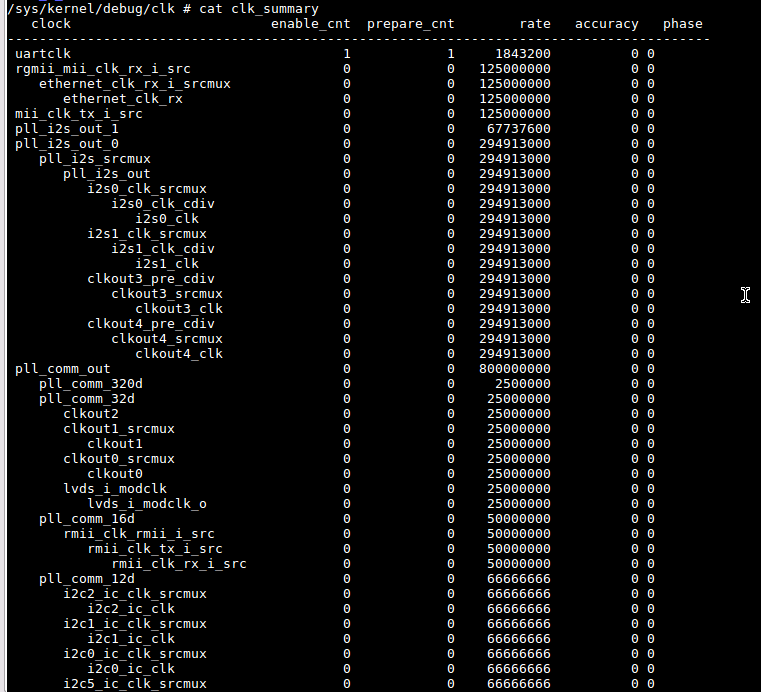 /sys/kernel/debug/clk # cat clk_summary
   clock                         enable_cnt  prepare_cnt        rate   accuracy   phase
----------------------------------------------------------------------------------------
 uartclk                                  1            1     1843200          0 0
 rgmii_mii_clk_rx_i_src                   0            0   125000000          0 0
    ethernet_clk_rx_i_srcmux              0            0   125000000          0 0
       ethernet_clk_rx                    0            0   125000000          0 0
 mii_clk_tx_i_src                         0            0   125000000          0 0
 pll_i2s_out_1                            0            0    67737600          0 0
 pll_i2s_out_0                            0            0   294913000          0 0
    pll_i2s_srcmux                        0            0   294913000          0 0
       pll_i2s_out                        0            0   294913000          0 0
          i2s0_clk_srcmux                 0            0   294913000          0 0
             i2s0_clk_cdiv                0            0   294913000          0 0
                i2s0_clk                  0            0   294913000          0 0
          i2s1_clk_srcmux                 0            0   294913000          0 0
             i2s1_clk_cdiv                0            0   294913000          0 0
                i2s1_clk                  0            0   294913000          0 0
          clkout3_pre_cdiv                0            0   294913000          0 0
             clkout3_srcmux               0            0   294913000          0 0
                clkout3_clk               0            0   294913000          0 0
          clkout4_pre_cdiv                0            0   294913000          0 0
             clkout4_srcmux               0            0   294913000          0 0
                clkout4_clk               0            0   294913000          0 0
 pll_comm_out                             0            0   800000000          0 0
    pll_comm_320d                         0            0     2500000          0 0
    pll_comm_32d                          0            0    25000000          0 0
       clkout2                            0            0    25000000          0 0
       clkout1_srcmux                     0            0    25000000          0 0
          clkout1                         0            0    25000000          0 0
       clkout0_srcmux                     0            0    25000000          0 0
          clkout0                         0            0    25000000          0 0
       lvds_i_modclk                      0            0    25000000          0 0
          lvds_i_modclk_o                 0            0    25000000          0 0
    pll_comm_16d                          0            0    50000000          0 0
       rmii_clk_rmii_i_src                0            0    50000000          0 0
          rmii_clk_tx_i_src               0            0    50000000          0 0
             rmii_clk_rx_i_src            0            0    50000000          0 0
    pll_comm_12d                          0            0    66666666          0 0
       i2c2_ic_clk_srcmux                 0            0    66666666          0 0
          i2c2_ic_clk                     0            0    66666666          0 0
       i2c1_ic_clk_srcmux                 0            0    66666666          0 0
          i2c1_ic_clk                     0            0    66666666          0 0
       i2c0_ic_clk_srcmux                 0            0    66666666          0 0
          i2c0_ic_clk                     0            0    66666666          0 0
       i2c5_ic_clk_srcmux                 0            0    66666666          0 0